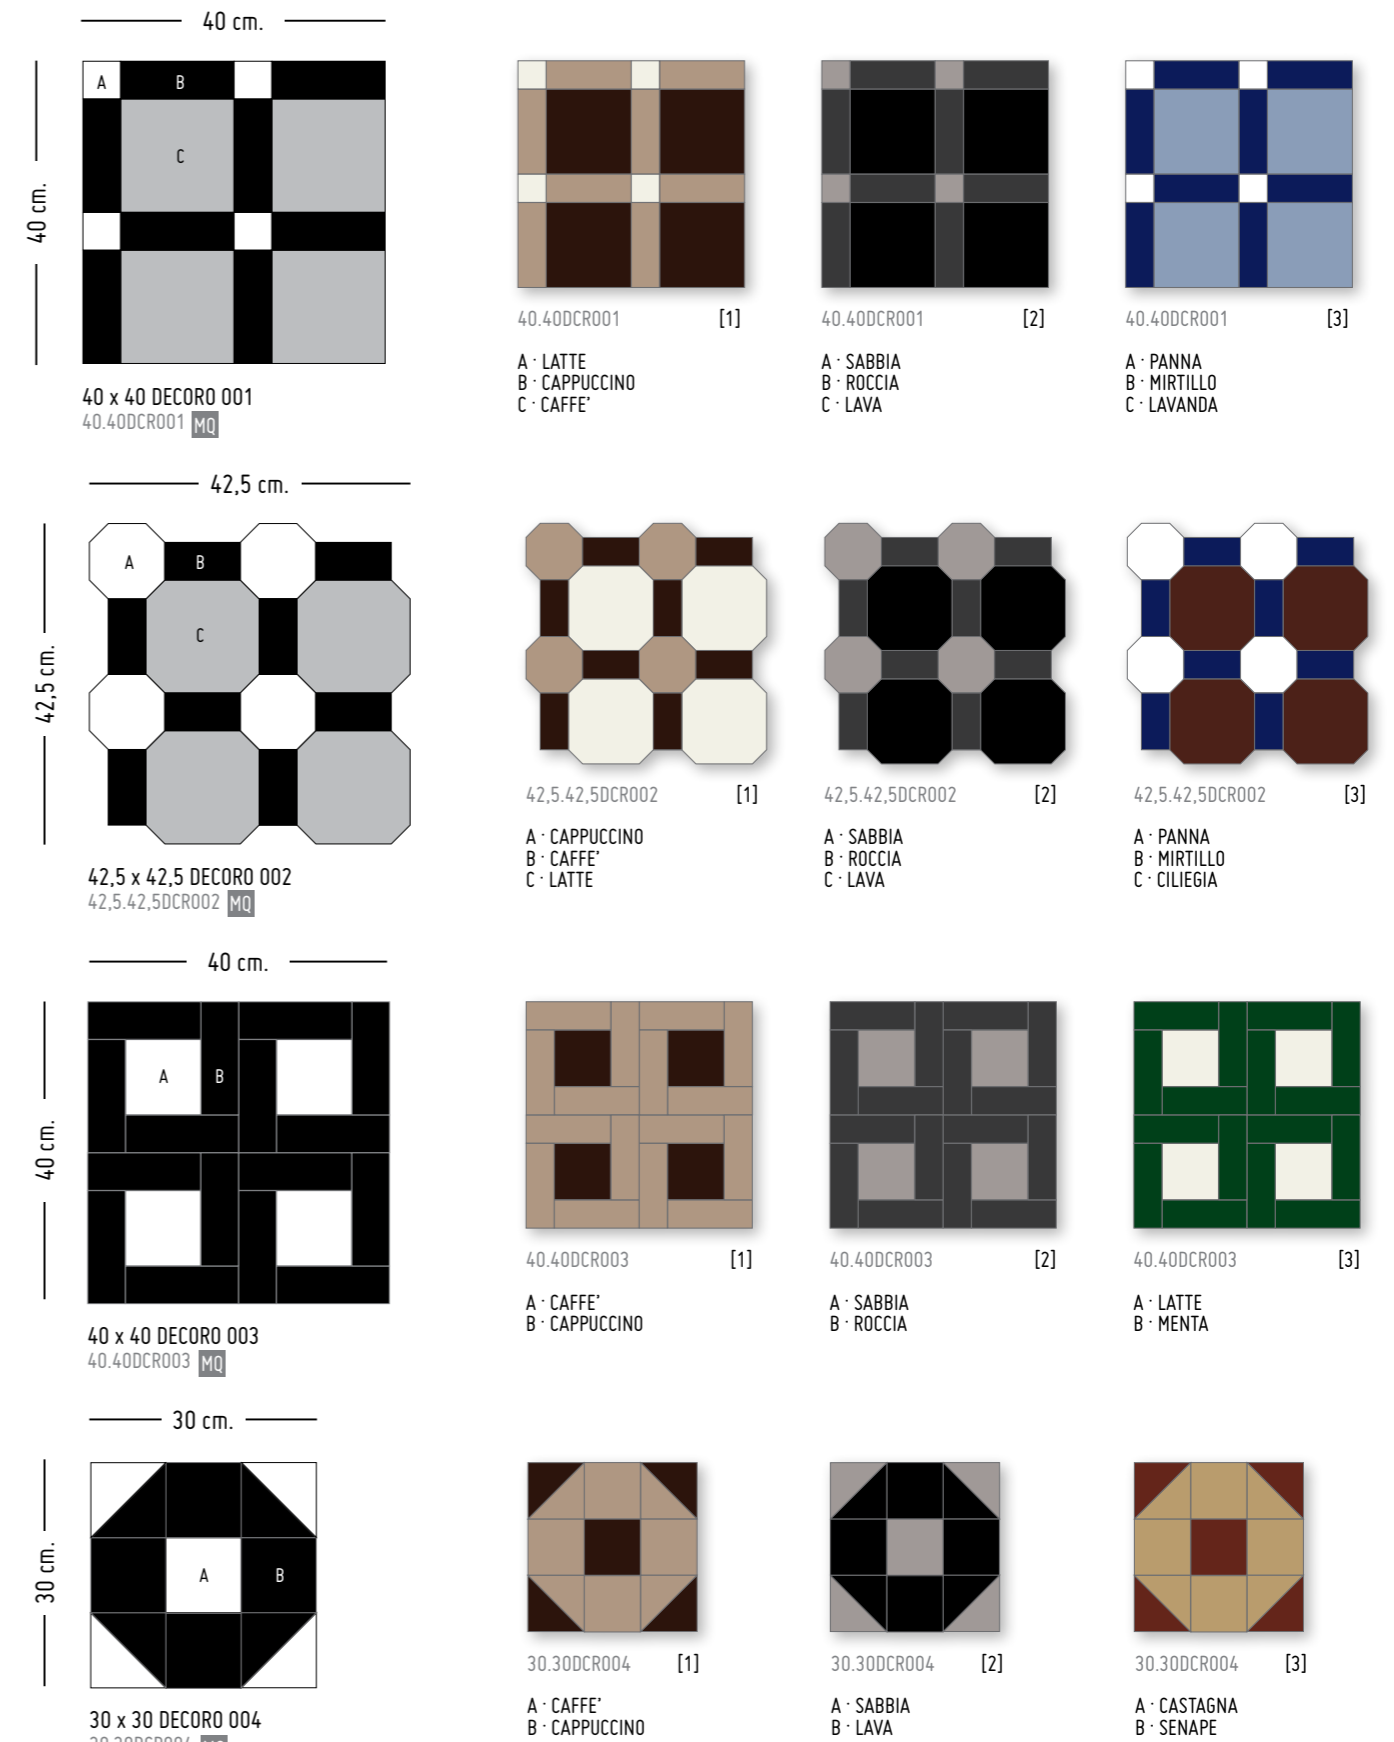 40 cm.
40 cm.
A
B
C
40 x 40 DECORO 001
40.40DCR001 MQ
40.40DCR001 [1]
A · LATTE
B · CAPPUCCINO
C · CAFFE'
40.40DCR001 [2]
A · SABBIA
B · ROCCIA
C · LAVA
40.40DCR001 [3]
A · PANNA
B · MIRTILLO
C · LAVANDA
42,5 cm.
42,5 cm.
A
B
C
42,5 x 42,5 DECORO 002
42,5.42,5DCR002 MQ
42,5.42,5DCR002 [1]
A · CAPPUCCINO
B · CAFFE'
C · LATTE
42,5.42,5DCR002 [2]
A · SABBIA
B · ROCCIA
C · LAVA
42,5.42,5DCR002 [3]
A · PANNA
B · MIRTILLO
C · CILIEGIA
40 cm.
40 cm.
A
B
40 x 40 DECORO 003
40.40DCR003 MQ
40.40DCR003 [1]
A · CAFFE'
B · CAPPUCCINO
40.40DCR003 [2]
A · SABBIA
B · ROCCIA
40.40DCR003 [3]
A · LATTE
B · MENTA
30 cm.
30 cm.
A
B
30 x 30 DECORO 004
30.30DCR004 [1]
A · CAFFE'
B · CAPPUCCINO
30.30DCR004 [2]
A · SABBIA
B · LAVA
30.30DCR004 [3]
A · CASTAGNA
B · SENAPE